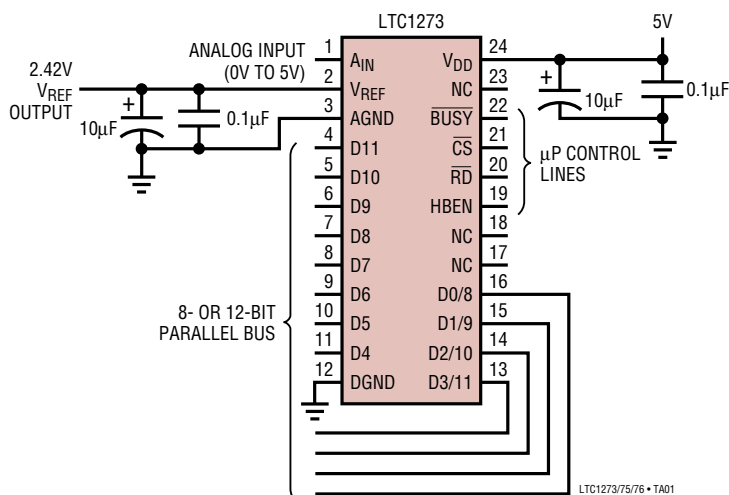 LTC1273
5V
ANALOG INPUT
(0V TO 5V)
2.42V
VREF
OUTPUT
10µF
+
0.1µF
1
2
3
4
5
6
7
8
9
10
11
12
AIN
VREF
AGND
D11
D10
D9
D8
D7
D6
D5
D4
DGND
VDD
NC
BUSY
CS
RD
HBEN
NC
NC
D0/8
D1/9
D2/10
D3/11
24
23
22
21
20
19
18
17
16
15
14
13
+
10µF
0.1µF
µP CONTROL
LINES
8- OR 12-BIT
PARALLEL BUS
LTC1273/75/76 • TA01